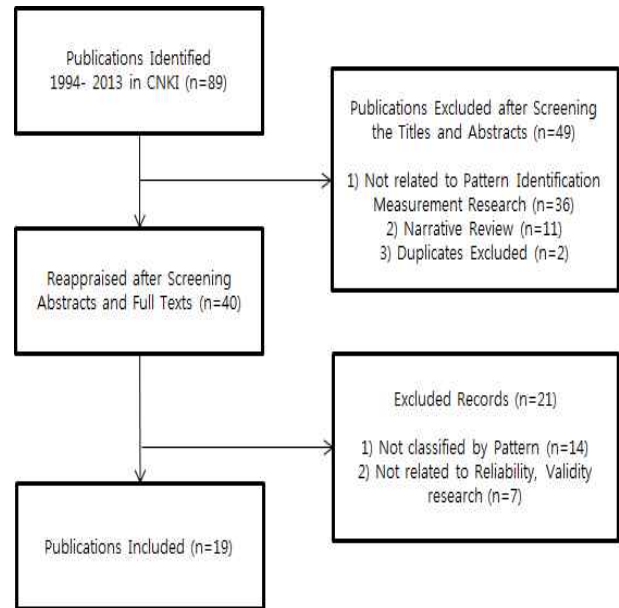 Publications Identified
1994- 2013 in CNKI (n=89)
Publications Excluded after Screening
the Titles and Abstracts (n=49)
1) Not related to Pattern Identification
Measurement Research (n=36)
2) Narrative Review (n=11)
3) Duplicates Excluded (n=2)
Reappraised after Screening
Abstracts and Full Texts (n=40)
Excluded Records (n=21)
1) Not classified by Pattern (n=14)
2) Not related to Reliability, Validity
research (n=7)
Publications Included (n=19)